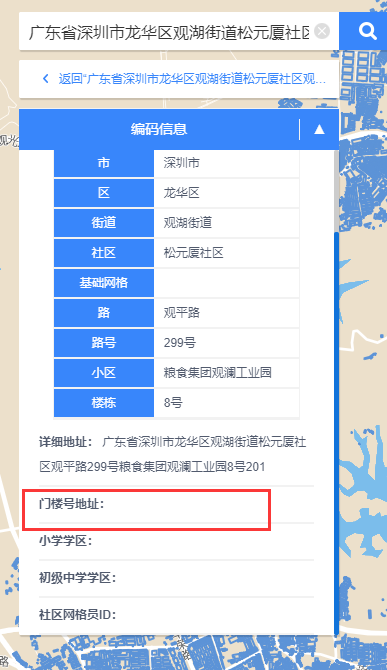 广东省深圳市龙华区观湖街道松元厦社区
返回"广东省深圳市龙华区观湖街道松元厦社区观...
编码信息
市 深圳市
区 龙华区
街道 观湖街道
社区 松元厦社区
基础网格
路 观平路
路号 299号
小区 粮食集团观澜工业园
楼栋 8号
详细地址： 广东省深圳市龙华区观湖街道松元厦社
区观平路299号粮食集团观澜工业园8号201
门楼号地址：
小学学区：
初级中学学区：
社区网格员ID：